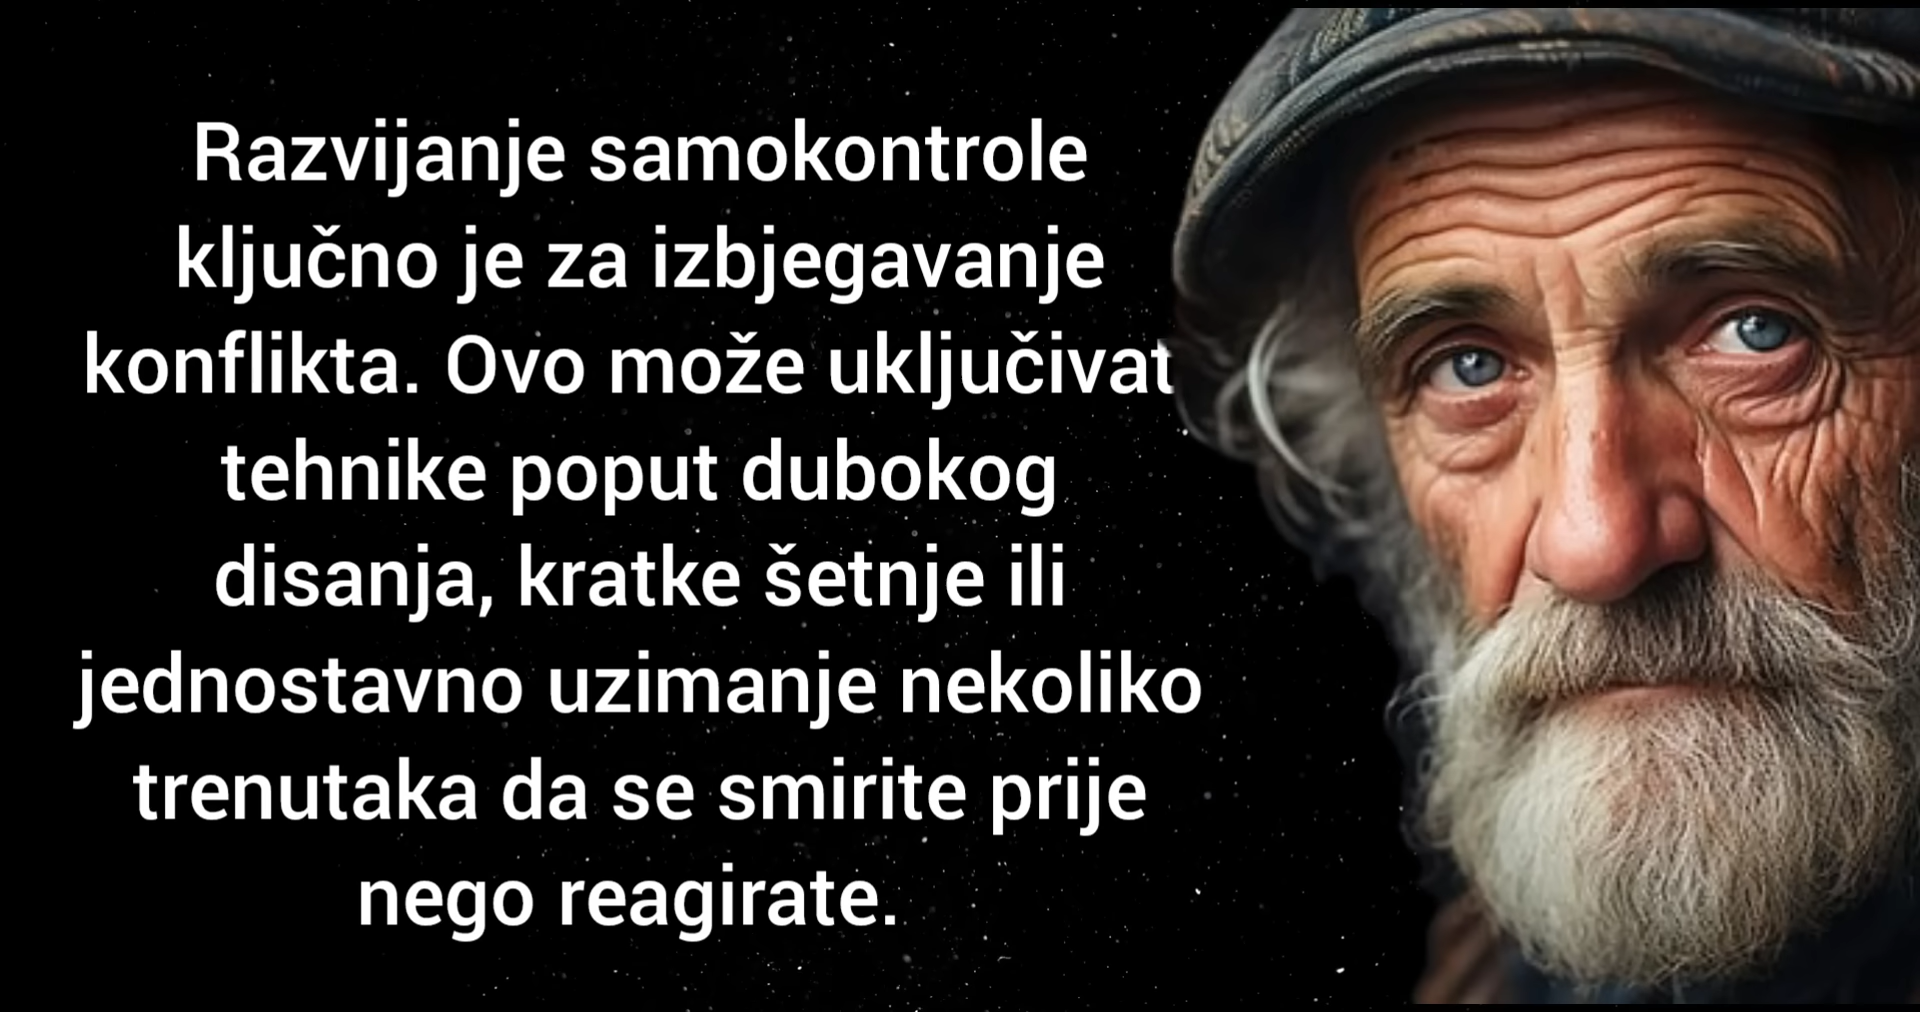 Razvijanje samokontrole
ključno je za izbjegavanje
konflikta. Ovo može uključivat
tehnike poput dubokog
disanja, kratke šetnje ili
jednostavno uzimanje nekoliko
trenutaka da se smirite prije
nego reagirate.